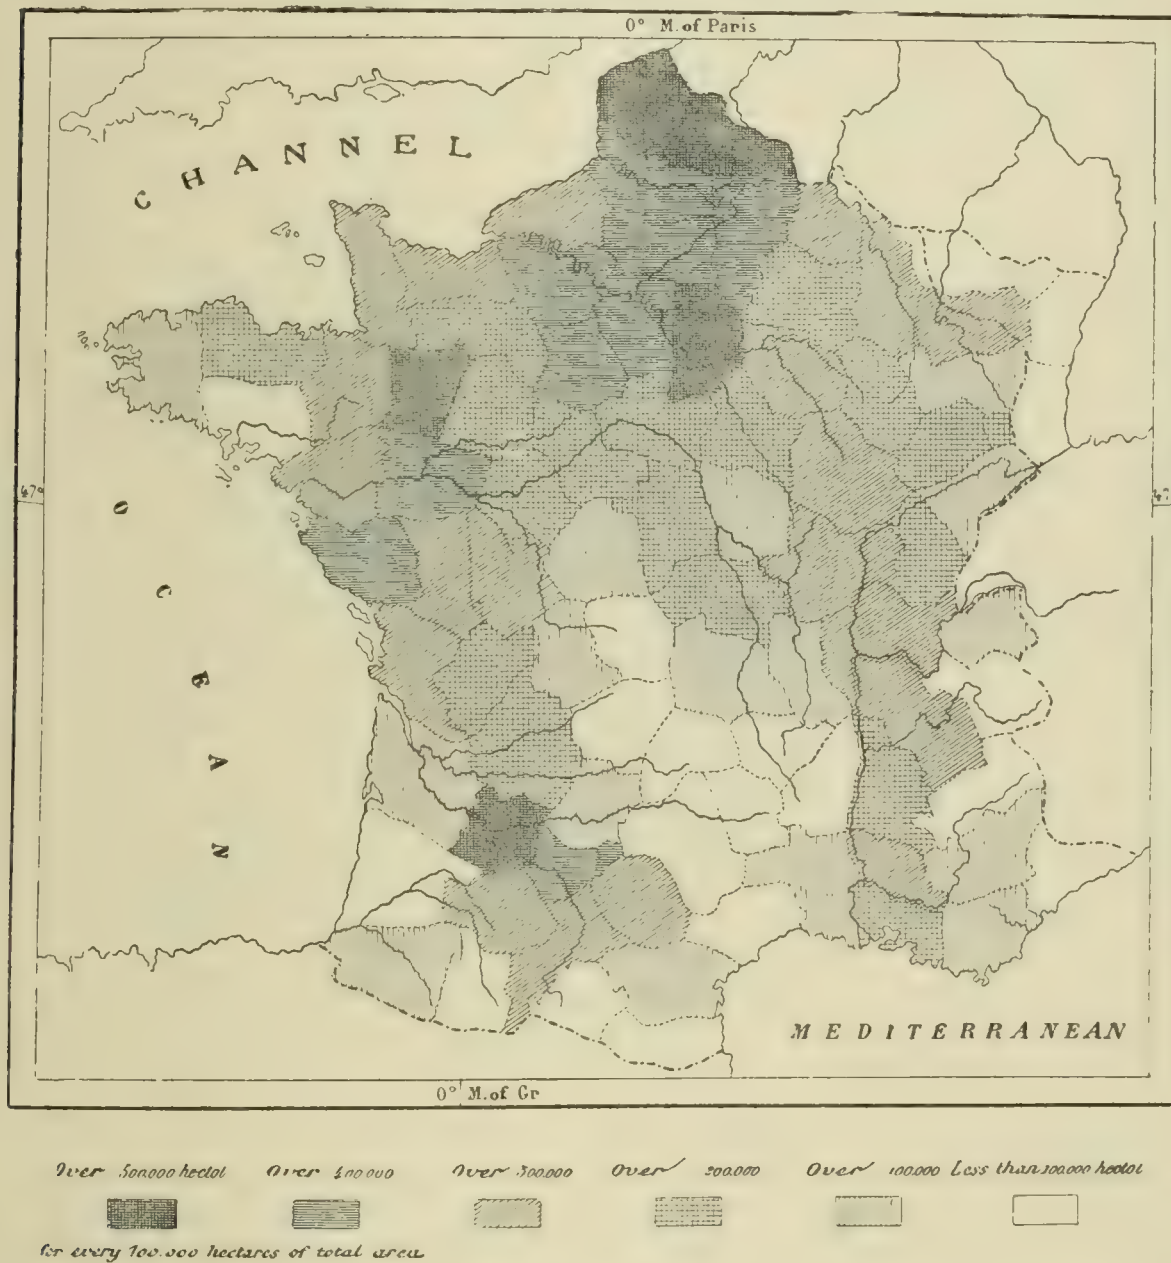 0° M. of Paris
CHANNEL
47°
47
OCEAN
MEDITERRANEAN
0° M. of Gr
Over 500.000 hectol Over 400 000 Over 300.000 Over 200.000 Over 100.000 Less than 100.000 hectol
for every 100.000 hectares of total area